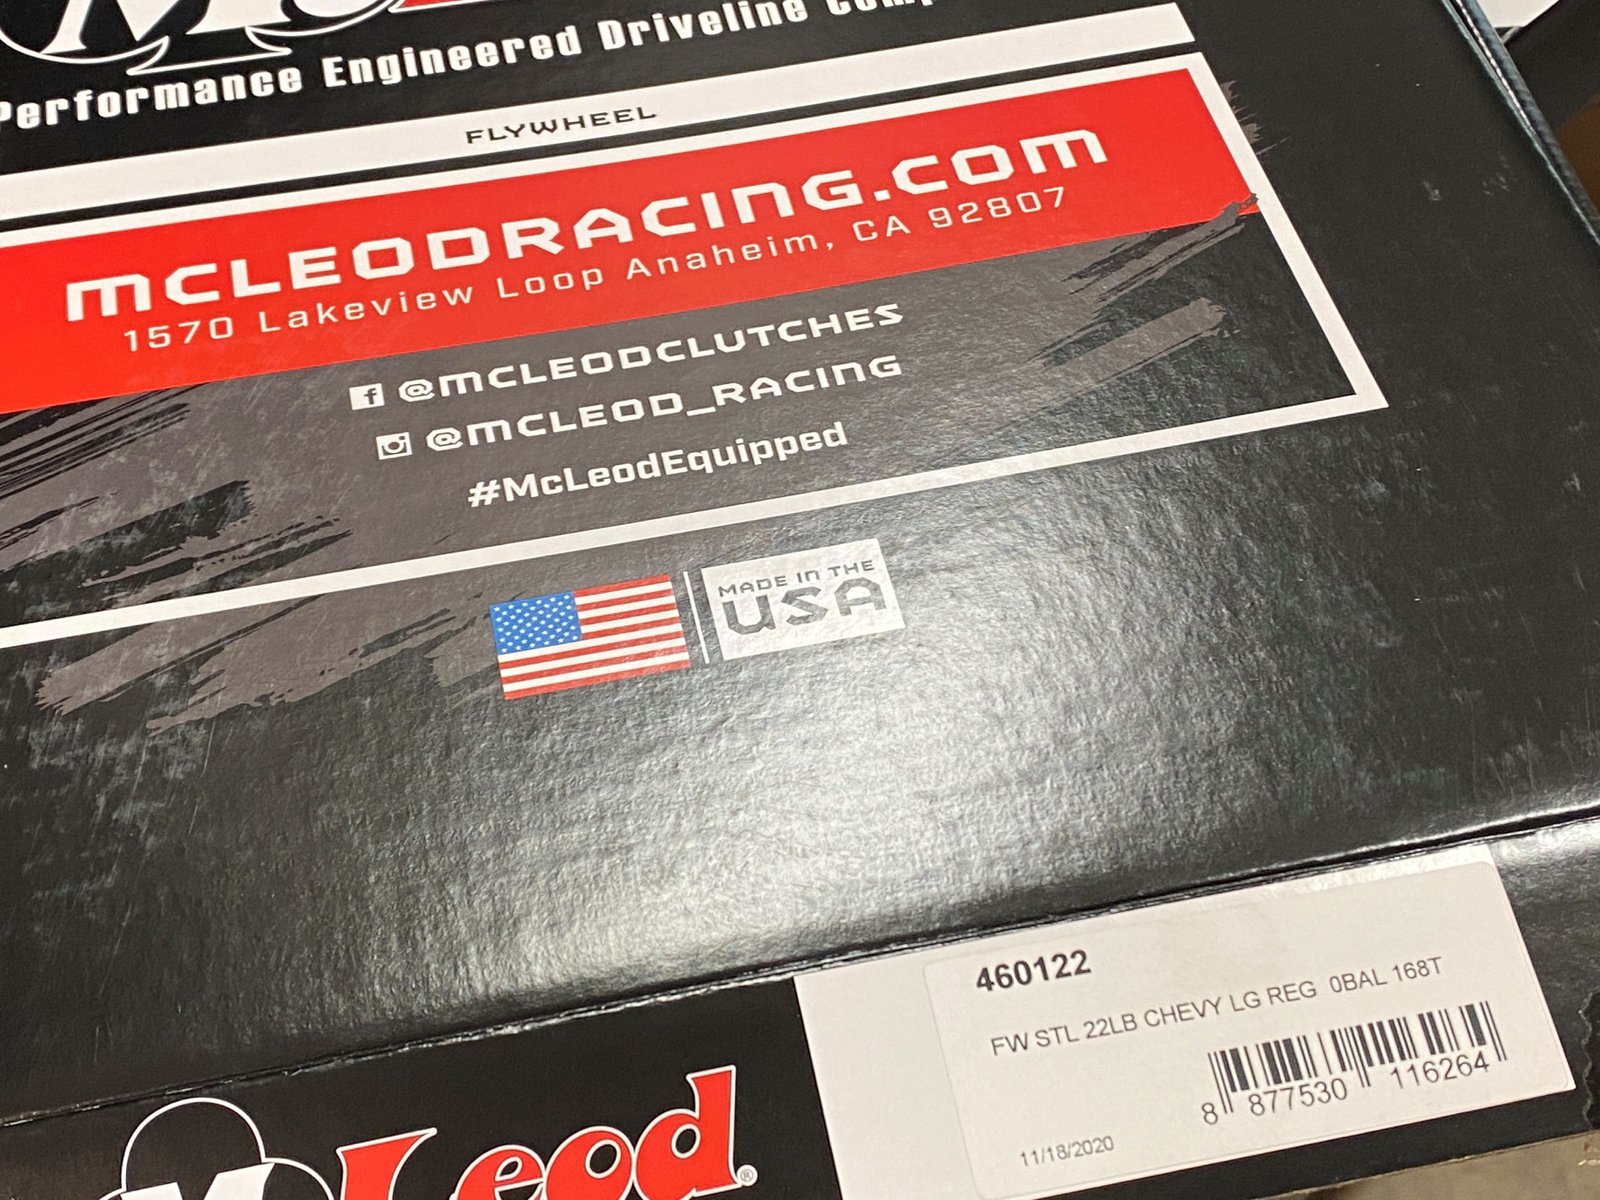 Performance Engineered Driveline
FLYWHEEL
MCLEODRACING.COM
1570 Lakeview Loop Anaheim, CA 92807
@MCLEODCLUTCHES
@MCLEOD_RACING
#McLeodEquipped
MADE IN THE
USA
460122
FW STL 22LB CHEVY LG REG 0BAL 168T
8 877530 116264
11/18/2020
McLeod®